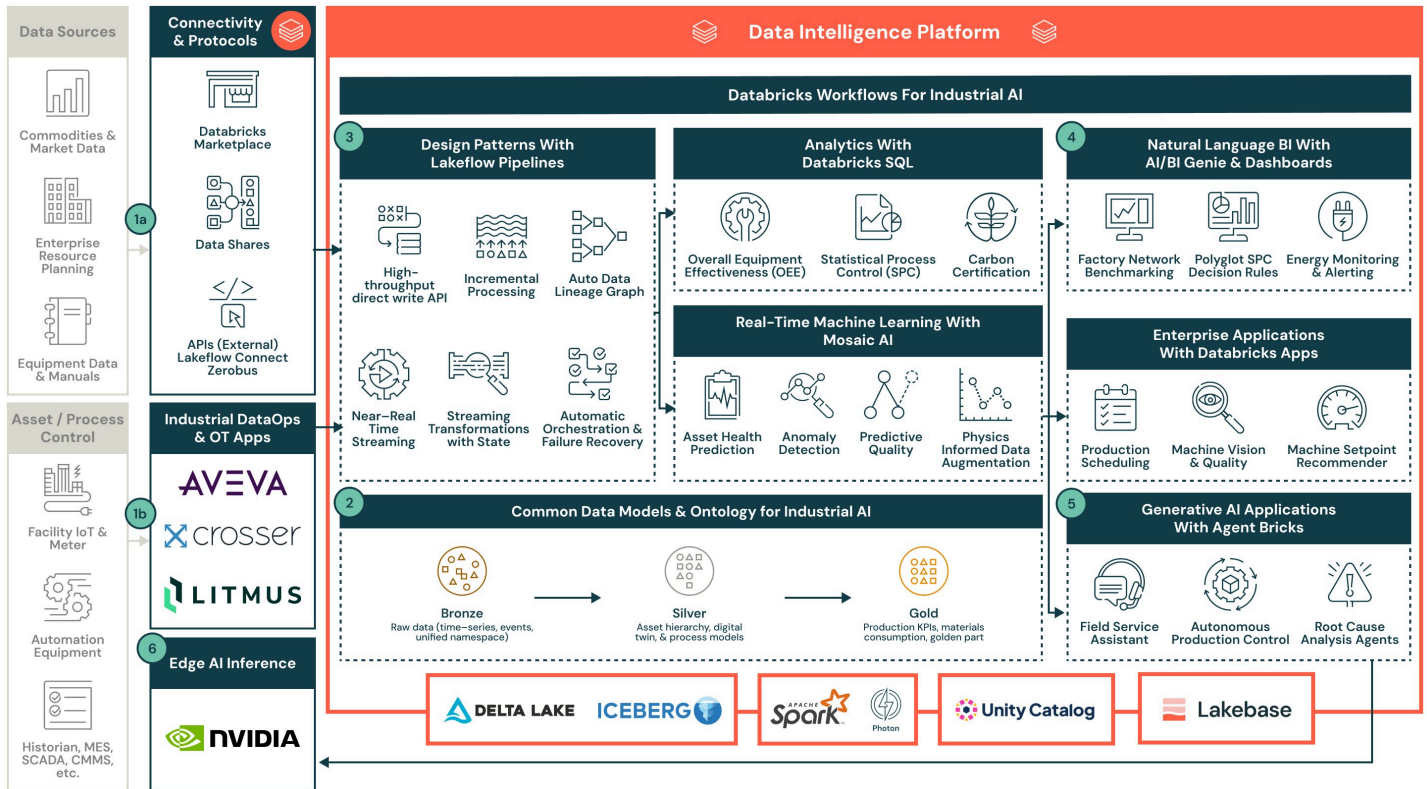 Data Sources
Commodities &
Market Data
Enterprise
Resource
Planning
Equipment Data
& Manuals
Asset / Process
Control
Facility IoT &
Meter
Automation
Equipment
Historian, MES,
SCADA, CMMS,
etc.
1a
1b
Connectivity
& Protocols
Databricks
Marketplace
Data Shares
</>
APIs (External)
Lakeflow Connect
Zerobus
Industrial DataOps
& OT Apps
AVEVA
crosser
LITMUS
6
Edge AI Inference
NVIDIA
Data Intelligence Platform
Databricks Workflows For Industrial AI
3
Design Patterns With
Lakeflow Pipelines
High-
throughput
direct write API
Incremental
Processing
Auto Data
Lineage Graph
Near–Real
Time
Streaming
Streaming
Transformations
with State
Automatic
Orchestration &
Failure Recovery
Analytics With
Databricks SQL
Overall Equipment
Effectiveness (OEE)
Statistical Process
Control (SPC)
Carbon
Certification
Real-Time Machine Learning With
Mosaic AI
Asset Health
Prediction
Anomaly
Detection
Predictive
Quality
Physics
Informed Data
Augmentation
2
Common Data Models & Ontology for Industrial AI
Bronze
Raw data (time–series, events,
unified namespace)
Silver
Asset hierarchy, digital
twin, & process models
Gold
Production KPIs, materials
consumption, golden part
4
Natural Language BI With
AI/BI Genie & Dashboards
Factory Network
Benchmarking
Polyglot SPC
Decision Rules
Energy Monitoring
& Alerting
Enterprise Applications
With Databricks Apps
Production
Scheduling
Machine Vision
& Quality
Machine Setpoint
Recommender
5
Generative AI Applications
With Agent Bricks
Field Service
Assistant
Autonomous
Production Control
Root Cause
Analysis Agents
DELTA LAKE
ICEBERG
APACHE
Spark
Photon
Unity Catalog
Lakebase